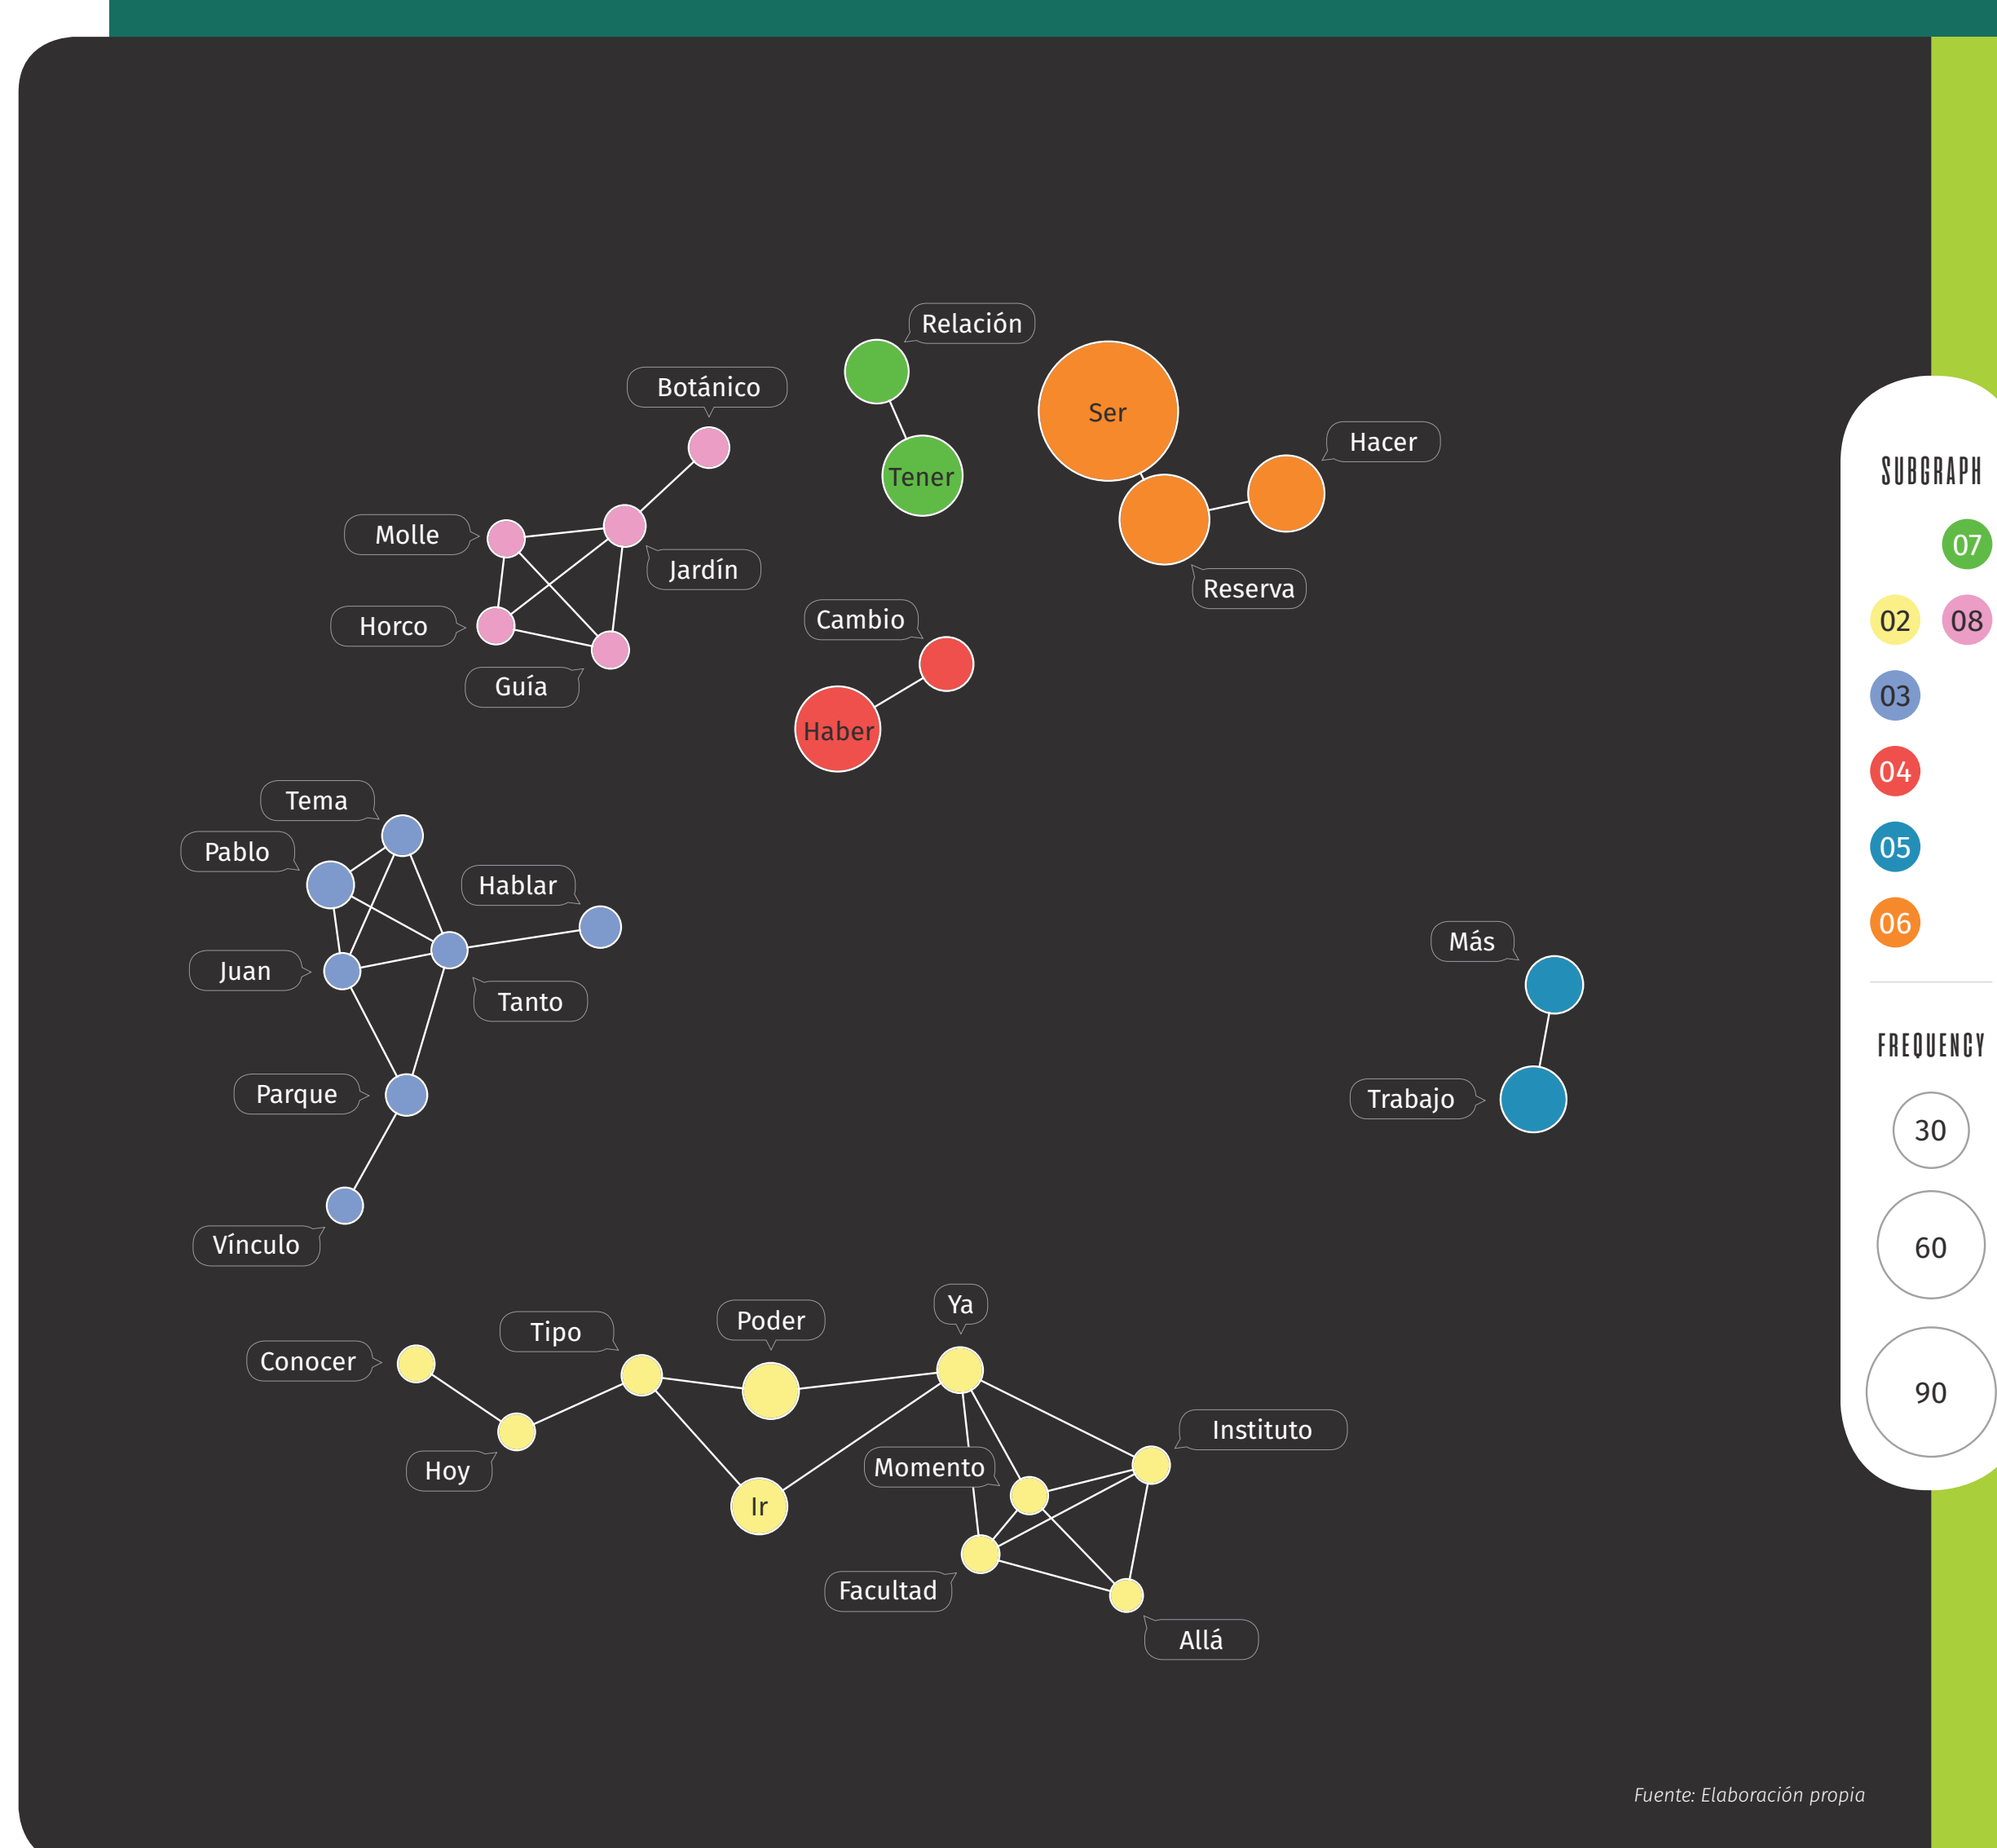 Relación
Botánico
Ser
Hacer
Tener
Molle
Jardín
Reserva
Horco
Cambio
Guía
Haber
Tema
Pablo
Hablar
Más
Juan
Tanto
Parque
Trabajo
Vínculo
Ya
Poder
Tipo
Conocer
Instituto
Hoy
Momento
Ir
Facultad
Allá
SUBGRAPH
07
02 08
03
04
05
06
FREQUENCY
30
60
90
Fuente: Elaboración propia